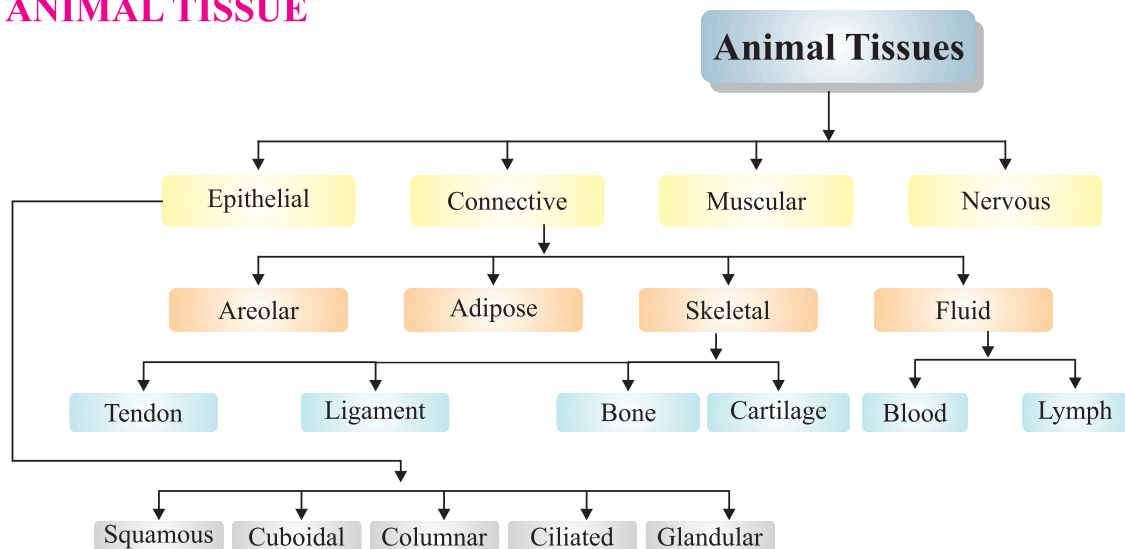 ANIMAL TISSUE
Animal Tissues
Epithelial
Connective
Muscular
Nervous
Areolar
Adipose
Skeletal
Fluid
Tendon
Ligament
Bone
Cartilage
Blood
Lymph
Squamous
Cuboidal
Columnar
Ciliated
Glandular